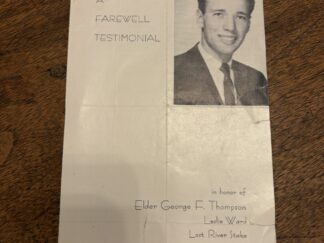 A
FAREWELL
TESTIMONIAL
in honor of
Elder George F. Thompson
Leslie Ward
Lost River Stake